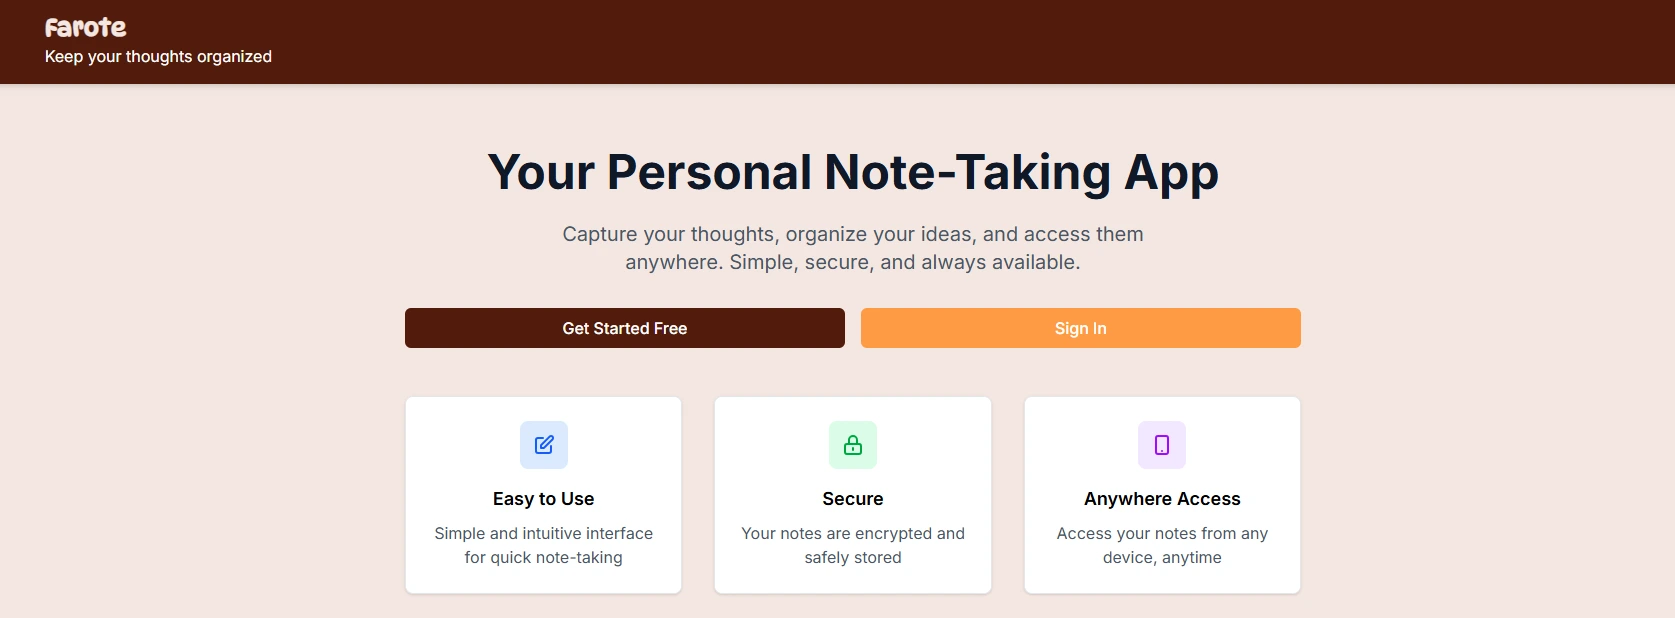 Farote
Keep your thoughts organized
Your Personal Note-Taking App
Capture your thoughts, organize your ideas, and access them
anywhere. Simple, secure, and always available.
Get Started Free
Sign In
Easy to Use
Simple and intuitive interface
for quick note-taking
Secure
Your notes are encrypted and
safely stored
Anywhere Access
Access your notes from any
device, anytime